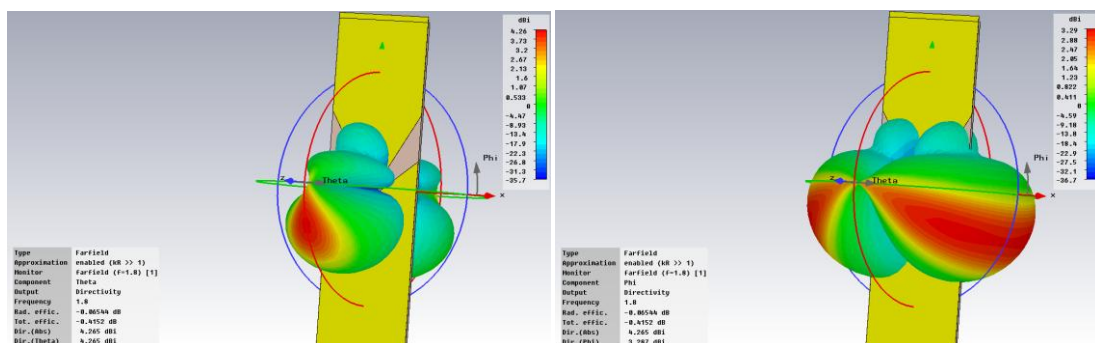 dBi
4.26
3.73
3.2
2.67
2.13
1.6
1.07
0.533
0
-4.47
-8.93
-13.4
-17.9
-22.3
-26.8
-31.3
-35.7
Phi
z
Theta
x
Type Farfield
Approximation enabled (kR >> 1)
Monitor Farfield (f=1.8) [1]
Component Theta
Output Directivity
Frequency 1.8
Rad. effic. -0.06544 dB
Tot. effic. -0.4152 dB
Dir.(Abs) 4.265 dBi
Dir.(Theta) 4.265 dBi
dBi
3.29
2.88
2.47
2.05
1.64
1.23
0.822
0.411
0
-4.59
-9.18
-13.8
-18.4
-22.9
-27.5
-32.1
-36.7
Phi
z
Theta
x
Type Farfield
Approximation enabled (kR >> 1)
Monitor Farfield (f=1.8) [1]
Component Phi
Output Directivity
Frequency 1.8
Rad. effic. -0.06544 dB
Tot. effic. -0.4152 dB
Dir.(Abs) 4.265 dBi
Dir.(Phi) 3.287 dBi